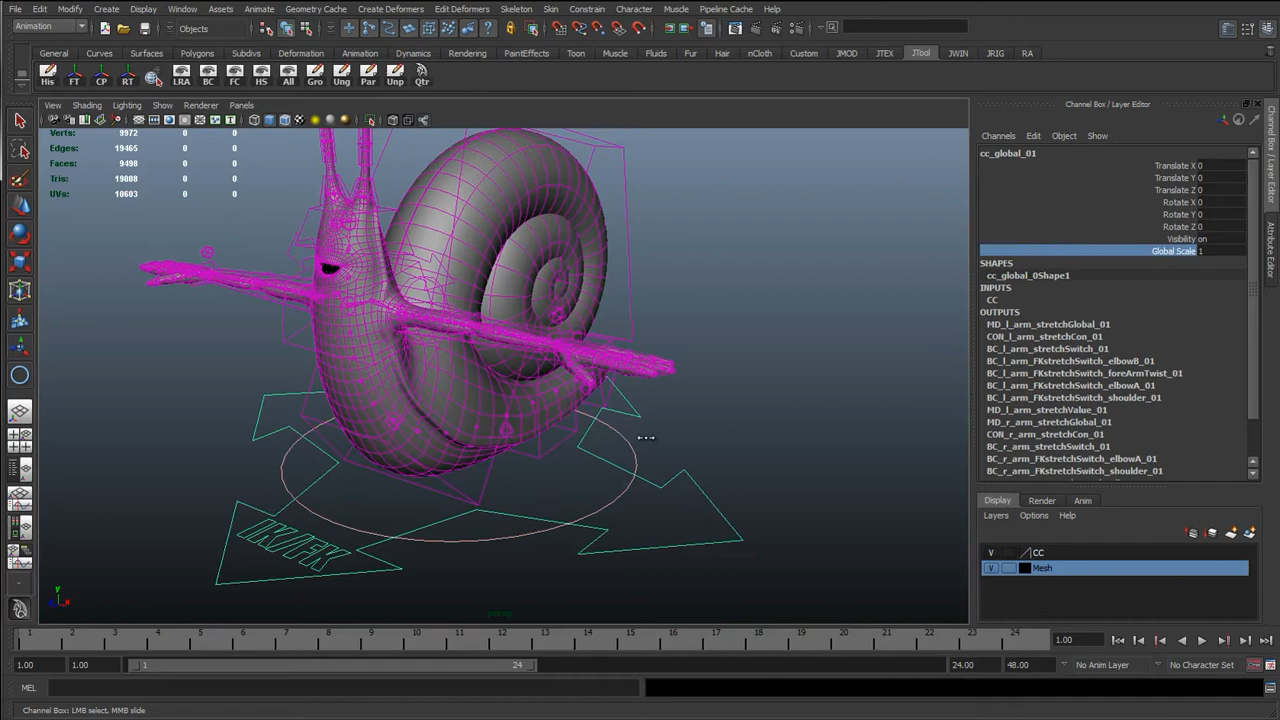 File Edit Modify Create Display Window Assets Animate Geometry Cache Create Deformers Edit Deformers Skeleton Skin Constrain Character Muscle Pipeline Cache Help
Animation Objects
General Curves Surfaces Polygons Subdivs Deformation Animation Dynamics Rendering PaintEffects Toon Muscle Fluids Fur Hair nCloth Custom JMOD JTEX JTool JWIN JRIG RA
His FT CP RT LRA BC FC HS All Gro Ung Par Unp Qtr
View Shading Lighting Show Renderer Panels
Verts: 9972 0 0
Edges: 19465 0 0
Faces: 9498 0 0
Tris: 19008 0 0
UVs: 10603 0 0
persp
Channel Box / Layer Editor
Channels Edit Object Show
cc_global_01
Translate X 0
Translate Y 0
Translate Z 0
Rotate X 0
Rotate Y 0
Rotate Z 0
Visibility on
Global Scale 1
SHAPES
cc_global_0Shape1
INPUTS
CC
OUTPUTS
MD_l_arm_stretchGlobal_01
CON_l_arm_stretchCon_01
BC_l_arm_stretchSwitch_01
BC_l_arm_FKstretchSwitch_elbowB_01
BC_l_arm_FKstretchSwitch_foreArmTwist_01
BC_l_arm_FKstretchSwitch_elbowA_01
BC_l_arm_FKstretchSwitch_shoulder_01
MD_l_arm_stretchValue_01
MD_r_arm_stretchGlobal_01
CON_r_arm_stretchCon_01
BC_r_arm_stretchSwitch_01
BC_r_arm_FKstretchSwitch_elbowA_01
BC_r_arm_FKstretchSwitch_shoulder_01
Display Render Anim
Layers Options Help
V CC
V Mesh
Channel Box / Layer Editor
Attribute Editor
1 2 3 4 5 6 7 8 9 10 11 12 13 14 15 16 17 18 19 20 21 22 23 24 1.00
1.00 1.00 1 24 24.00 48.00 No Anim Layer No Character Set
MEL
Channel Box: LMB select, MMB slide